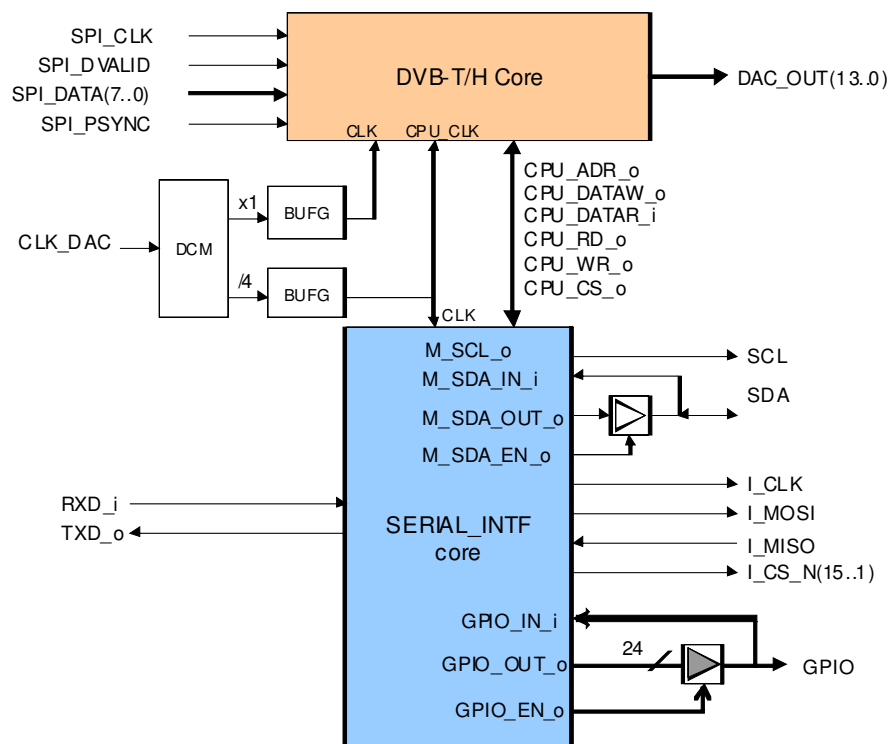 SPI_CLK
SPI_DVALID
SPI_DATA(7..0)
SPI_PSYNC
DVB-T/H Core
DAC_OUT(13..0)
CLK
CPU_CLK
CPU_ADR_o
CPU_DATAW_o
CPU_DATAR_i
CPU_RD_o
CPU_WR_o
CPU_CS_o
CLK_DAC
DCM
x1
BUFG
/4
BUFG
CLK
M_SCL_o
SCL
M_SDA_IN_i
M_SDA_OUT_o
SDA
M_SDA_EN_o
RXD_i
TXD_o
SERIAL_INTF
core
I_CLK
I_MOSI
I_MISO
I_CS_N(15..1)
GPIO_IN_i
GPIO_OUT_o
24
GPIO
GPIO_EN_o